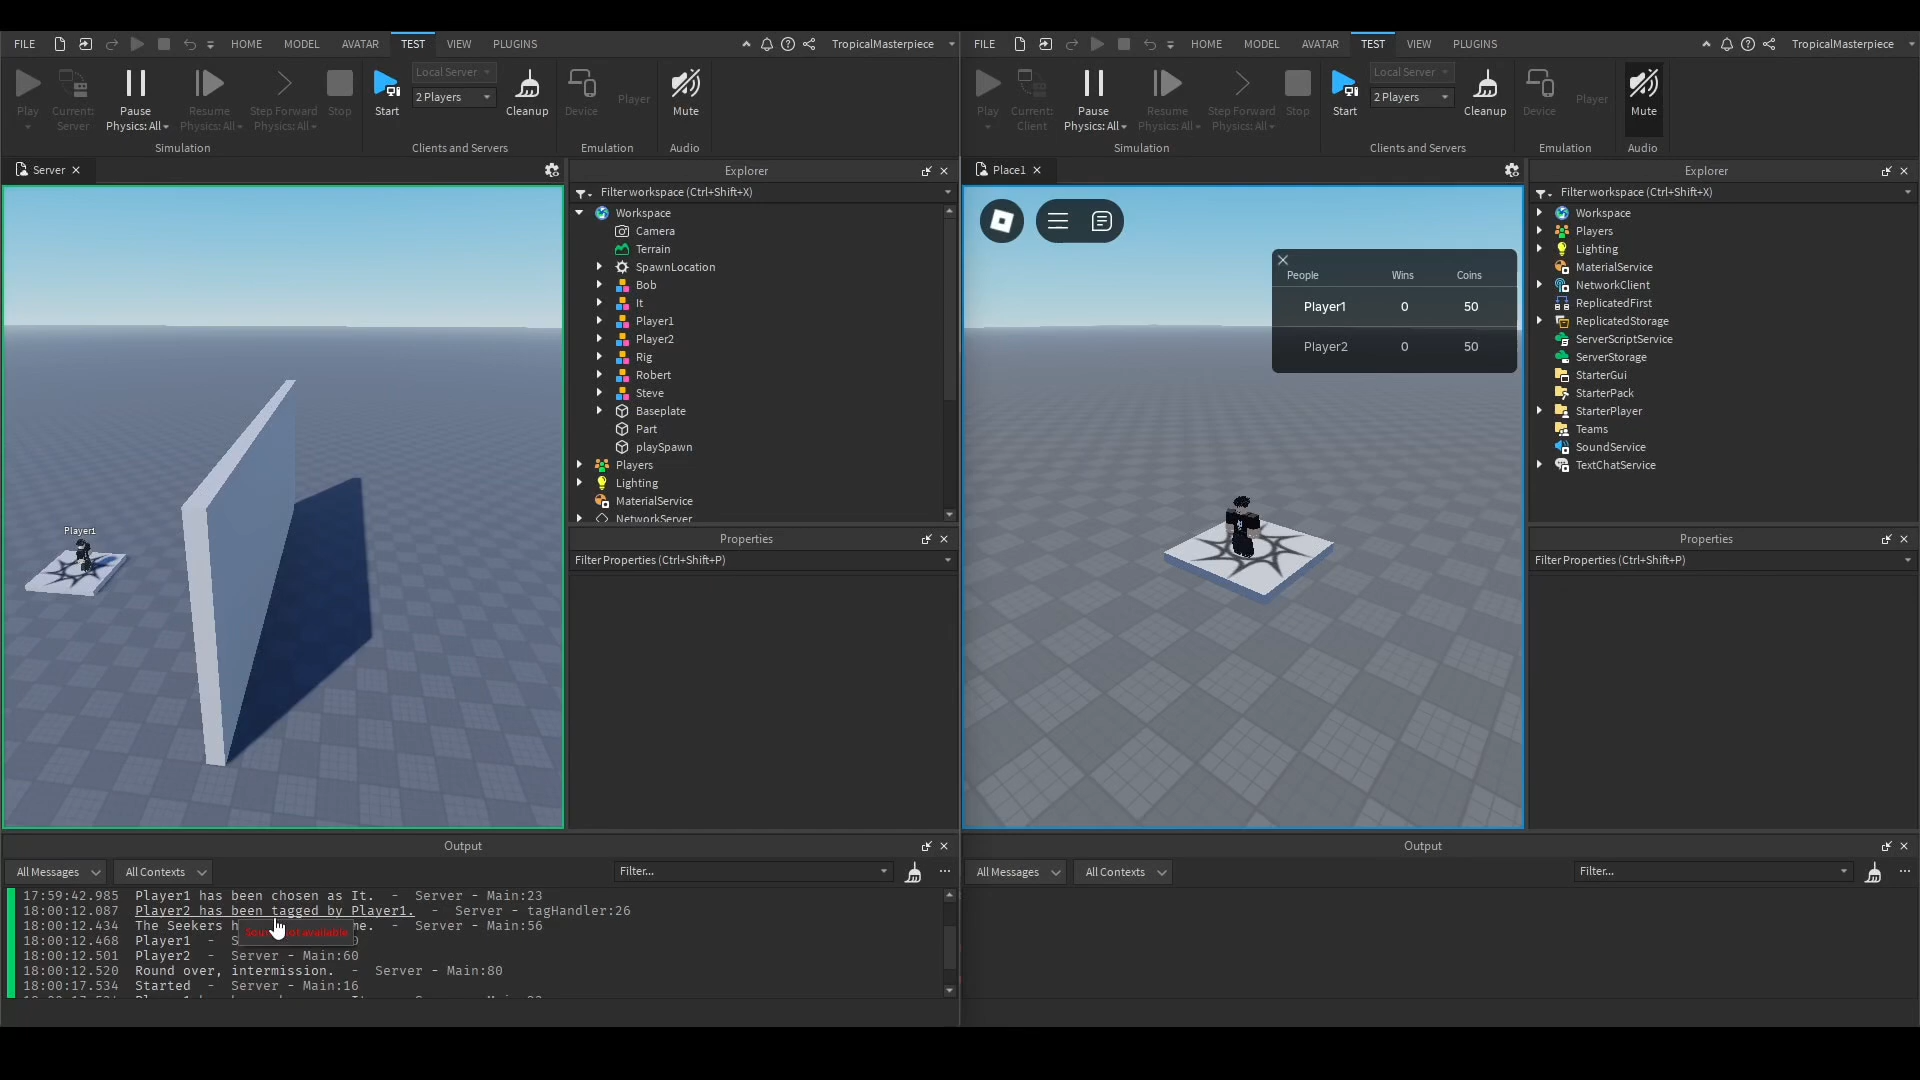 FILE HOME MODEL AVATAR TEST VIEW PLUGINS TropicalMasterpiece
Play Current: Server Pause Physics: All Resume Physics: All Step Forward Physics: All Stop Start Local Server 2 Players Cleanup Device Player Mute
Simulation Clients and Servers Emulation Audio
Server
Explorer
Filter workspace (Ctrl+Shift+X)
Workspace
Camera
Terrain
SpawnLocation
Bob
It
Player1
Player2
Rig
Robert
Steve
Baseplate
Part
playSpawn
Players
Lighting
MaterialService
NetworkServer
Player1
Properties
Filter Properties (Ctrl+Shift+P)
Output
All Messages All Contexts Filter...
17:59:42.985 Player1 has been chosen as It. - Server - Main:23
18:00:12.087 Player2 has been tagged by Player1. - Server - tagHandler:26
18:00:12.434 The Seekers me. - Server - Main:56
18:00:12.468 Player1 -
18:00:12.501 Player2 - Server - Main:60
18:00:12.520 Round over, intermission. - Server - Main:80
18:00:17.534 Started - Server - Main:16
FILE HOME MODEL AVATAR TEST VIEW PLUGINS TropicalMasterpiece
Play Current: Client Pause Physics: All Resume Physics: All Step Forward Physics: All Stop Start Local Server 2 Players Cleanup Device Player Mute
Simulation Clients and Servers Emulation Audio
Place1
People Wins Coins
Player1 0 50
Player2 0 50
Explorer
Filter workspace (Ctrl+Shift+X)
Workspace
Players
Lighting
MaterialService
NetworkClient
ReplicatedFirst
ReplicatedStorage
ServerScriptService
ServerStorage
StarterGui
StarterPack
StarterPlayer
Teams
SoundService
TextChatService
Properties
Filter Properties (Ctrl+Shift+P)
Output
All Messages All Contexts Filter...